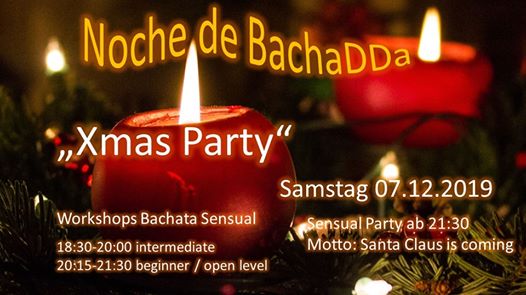 Noche de BachaDDa
„Xmas Party“
Samstag 07.12.2019
Workshops Bachata Sensual
18:30-20:00 intermediate
20:15-21:30 beginner / open level
Sensual Party ab 21:30
Motto: Santa Claus is coming